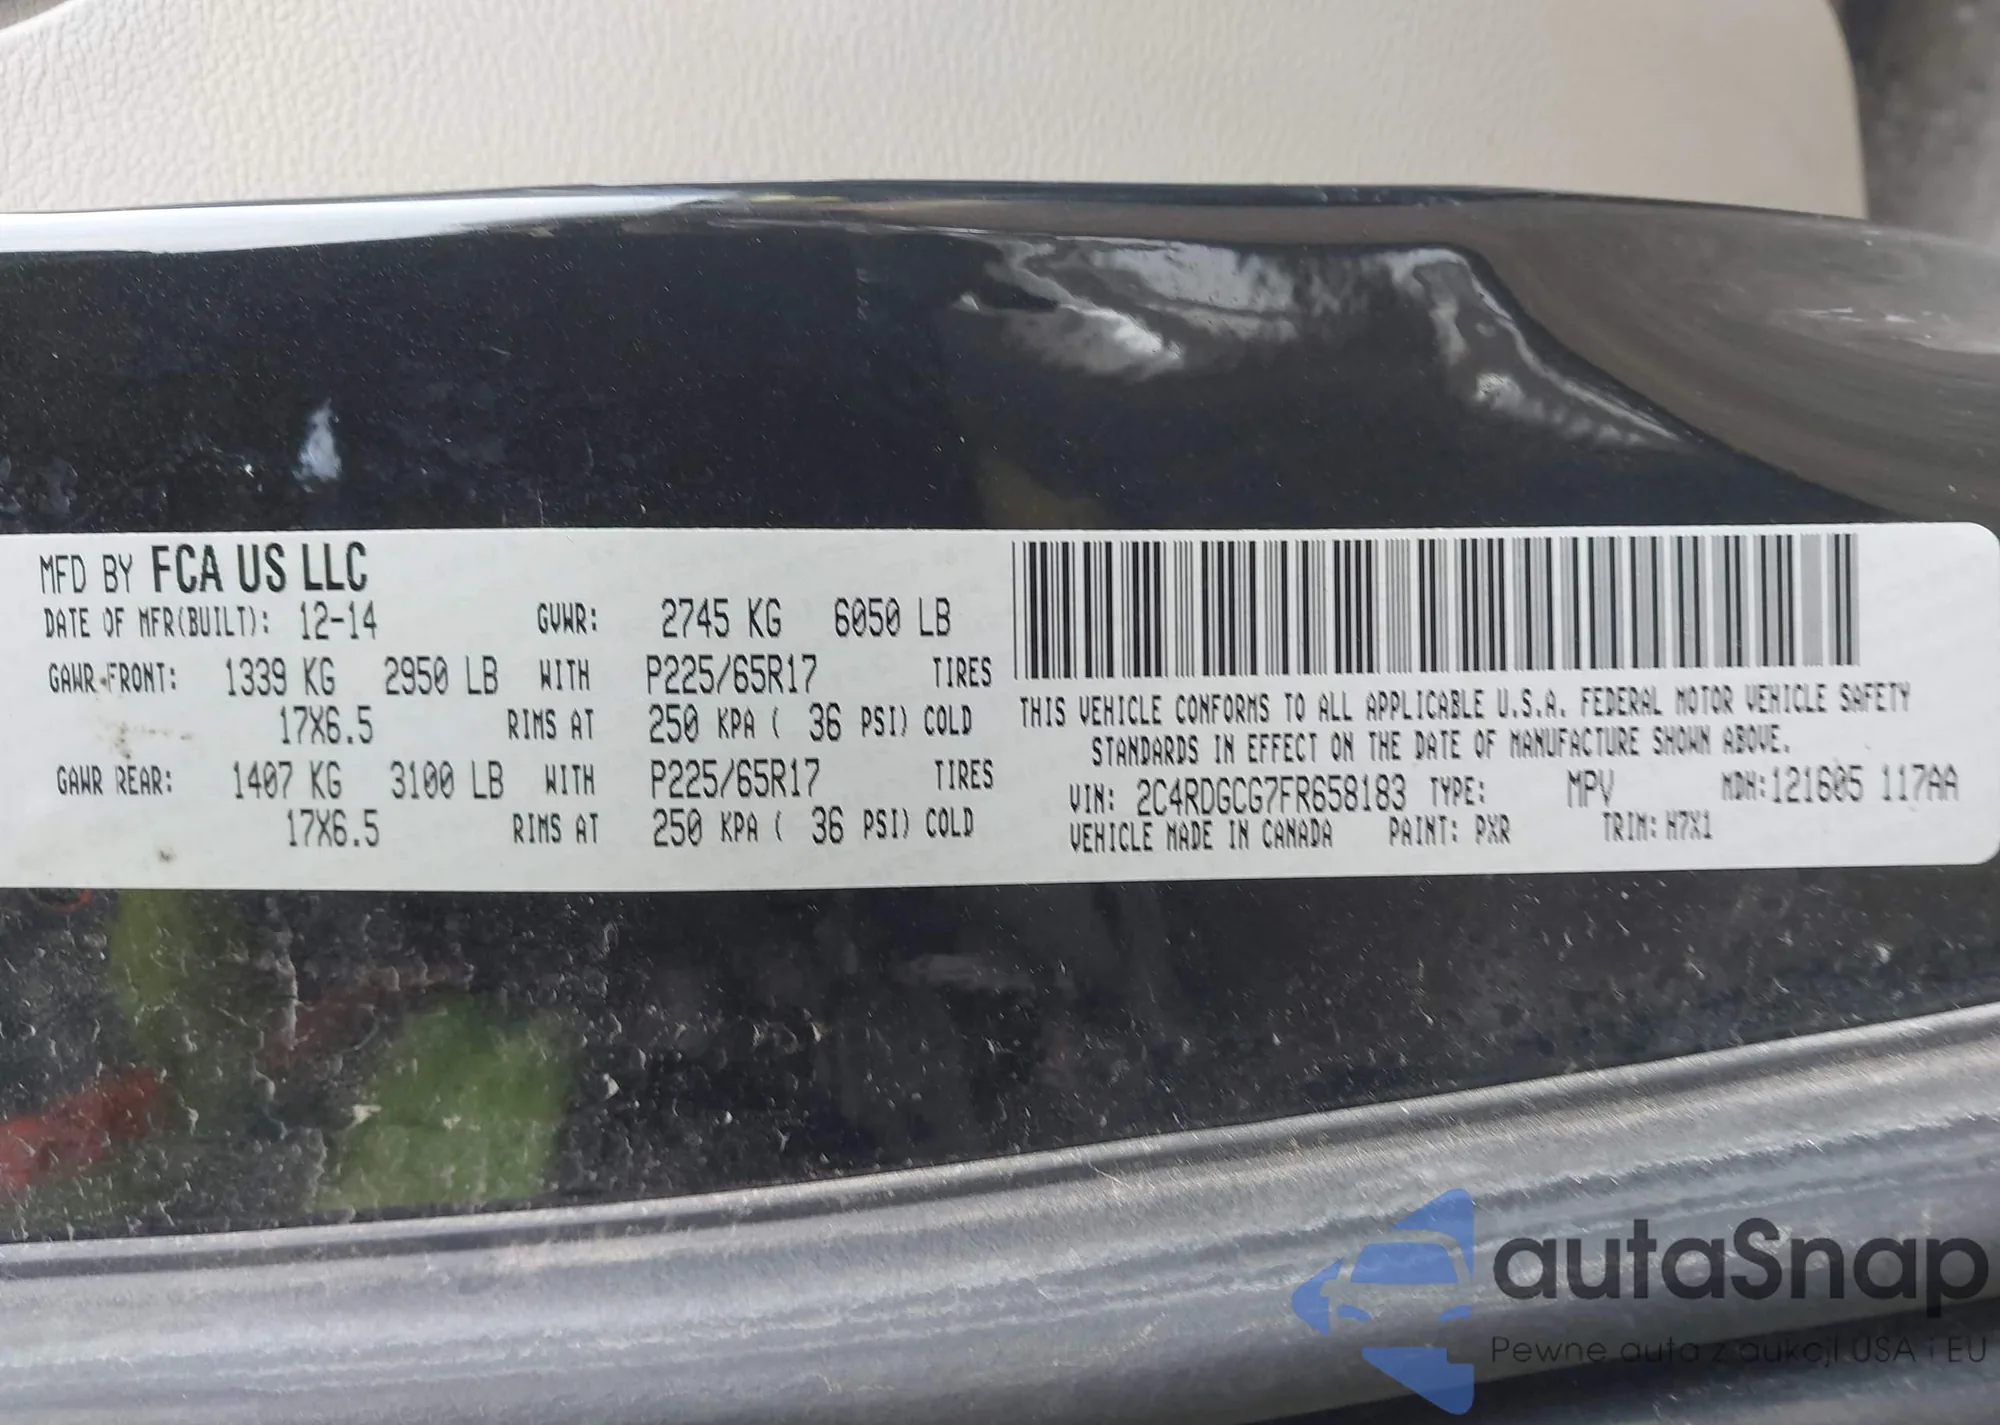 MFD BY FCA US LLC
DATE OF MFR(BUILT): 12-14 GVWR: 2745 KG 6050 LB
GAWR FRONT: 1339 KG 2950 LB WITH P225/65R17 TIRES
17X6.5 RIMS AT 250 KPA ( 36 PSI) COLD
GAWR REAR: 1407 KG 3100 LB WITH P225/65R17 TIRES
17X6.5 RIMS AT 250 KPA ( 36 PSI) COLD
THIS VEHICLE CONFORMS TO ALL APPLICABLE U.S.A. FEDERAL MOTOR VEHICLE SAFETY
STANDARDS IN EFFECT ON THE DATE OF MANUFACTURE SHOWN ABOVE.
VIN: 2C4RDGCG7FR658183 TYPE: MPV MDH:121605 117AA
VEHICLE MADE IN CANADA PAINT: PXR TRIM: H7X1
autaSnap
Pewne auta z aukcji USA i EU